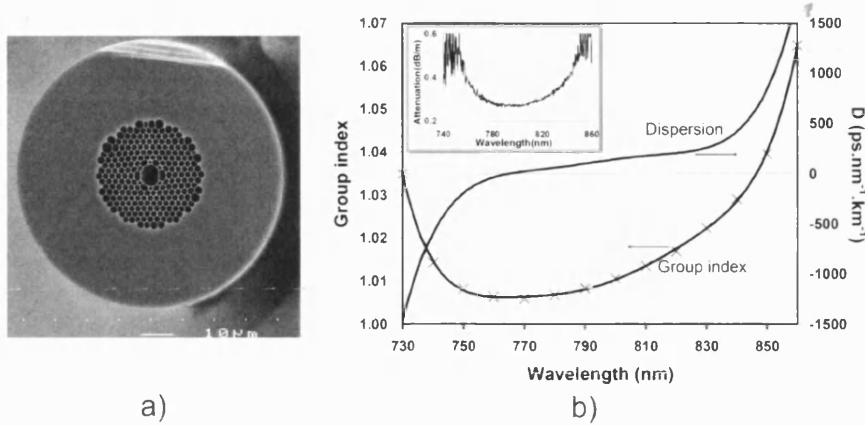 10µm
a)
1.07
1.06
1.05
1.04
1.03
1.02
1.01
1.00
Group index
0.6
0.4
0.2
Attenuation(dB/m)
740
780
820
860
Wavelength(nm)
Dispersion
Group index
1500
1000
500
0
-500
-1000
-1500
D (ps.nm⁻¹.km⁻¹)
730
750
770
790
810
830
850
Wavelength (nm)
b)